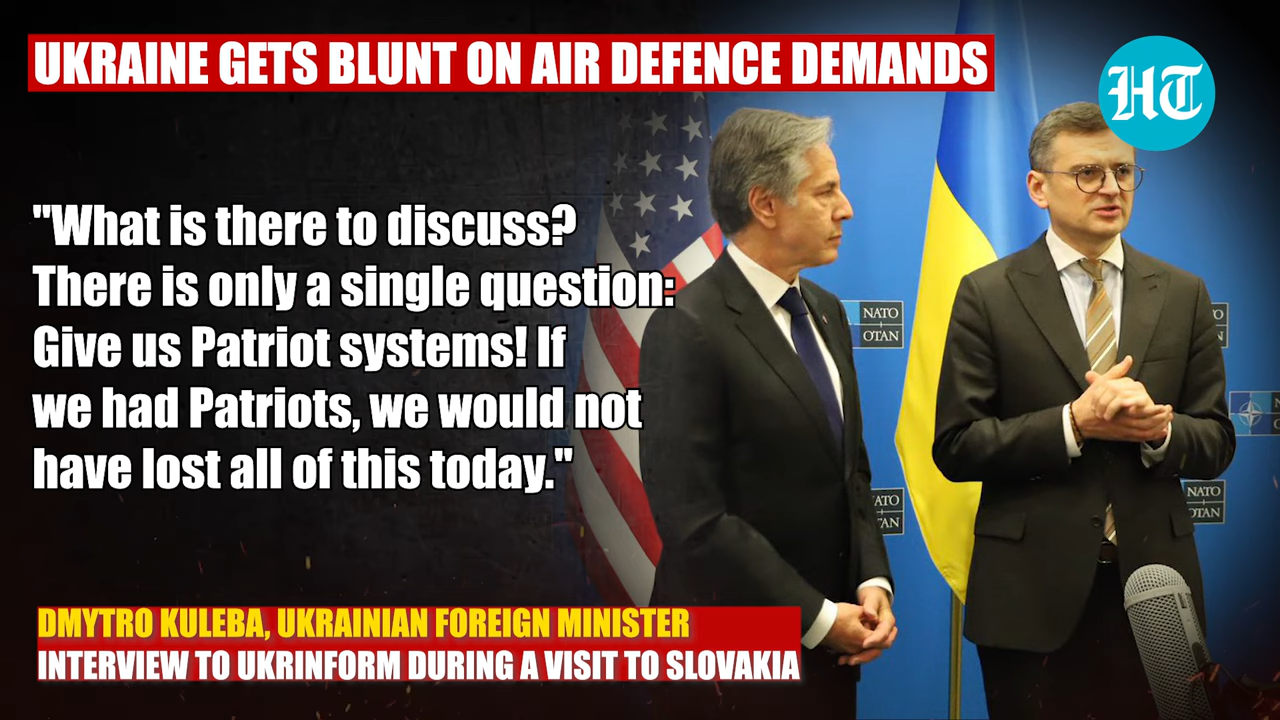 UKRAINE GETS BLUNT ON AIR DEFENCE DEMANDS
HT
"What is there to discuss?
There is only a single question:
Give us Patriot systems! If
we had Patriots, we would not
have lost all of this today."
NATO
OTAN
NATO
OTAN
DMYTRO KULEBA, UKRAINIAN FOREIGN MINISTER
INTERVIEW TO UKRINFORM DURING A VISIT TO SLOVAKIA